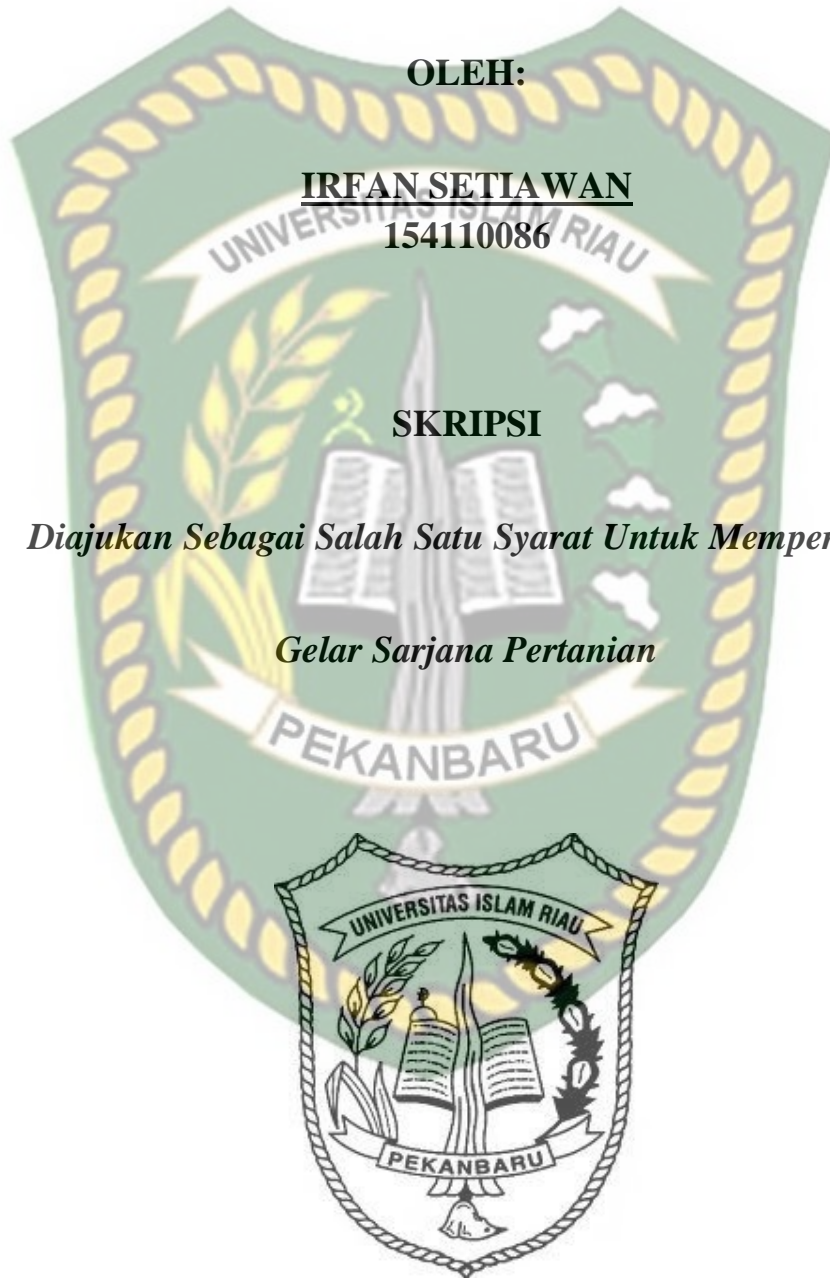 OLEH:
IRFAN SETIAWAN
UNIVERSITAS ISLAM RIAU
154110086
SKRIPSI
Diajukan Sebagai Salah Satu Syarat Untuk Memper
Gelar Sarjana Pertanian
PEKANBARU
UNIVERSITAS ISLAM RIAU
PEKANBARU